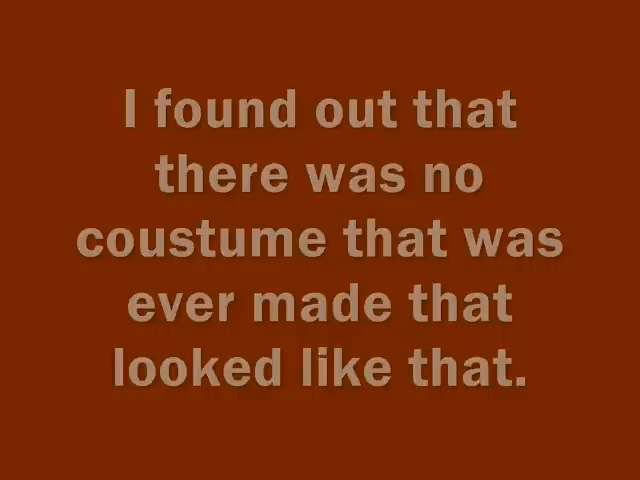 I found out that
there was no
coustume that was
ever made that
looked like that.